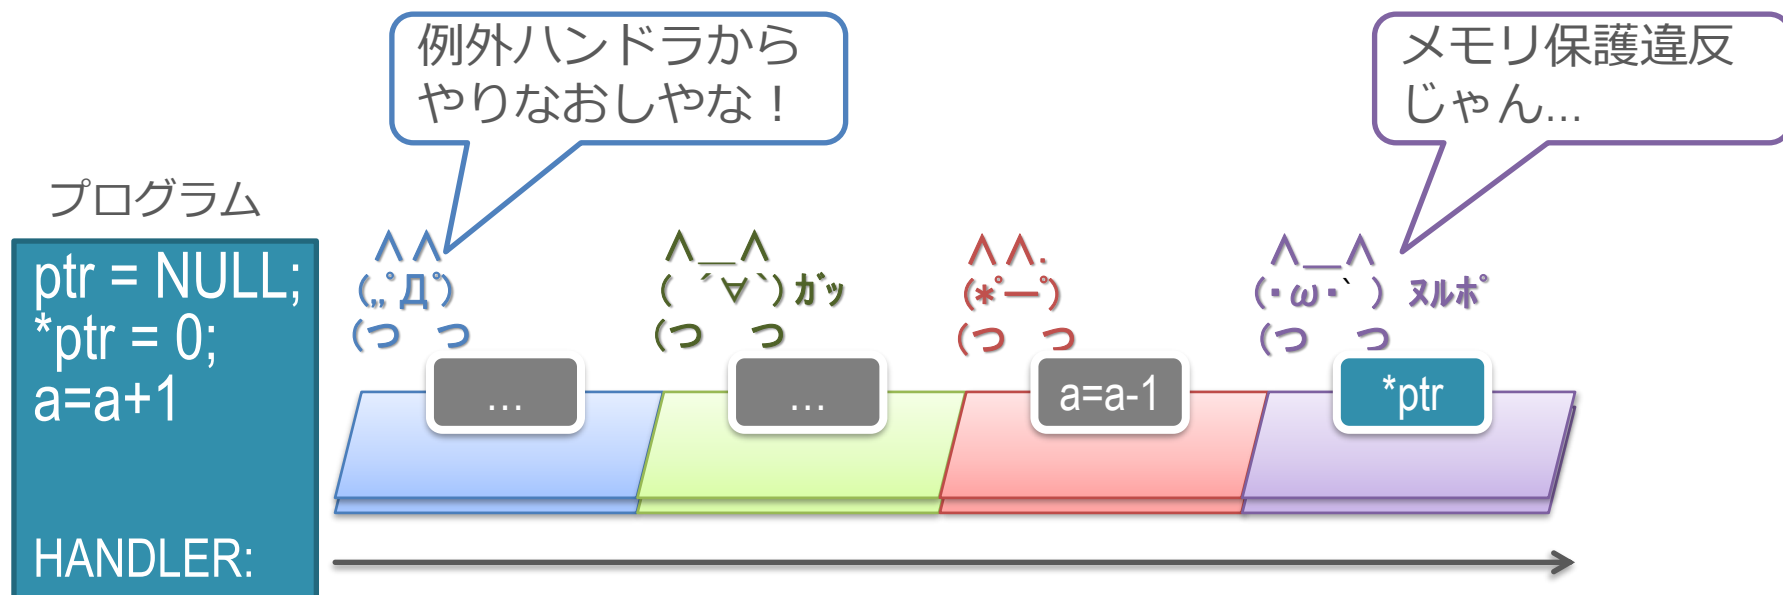 例外ハンドラから
やりなおしやな！
メモリ保護違反
じゃん...
プログラム
ptr = NULL;
*ptr = 0;
a=a+1
HANDLER:
∧ ∧
(,,ﾟДﾟ)
(つ つ
∧＿∧
( ´∀`) ｶﾞｯ
(つ つ
∧ ∧.
(*ﾟーﾟ)
(つ つ
∧＿∧
(・ω・` ) ﾇﾙﾎﾟ
(つ つ
...
...
a=a-1
*ptr